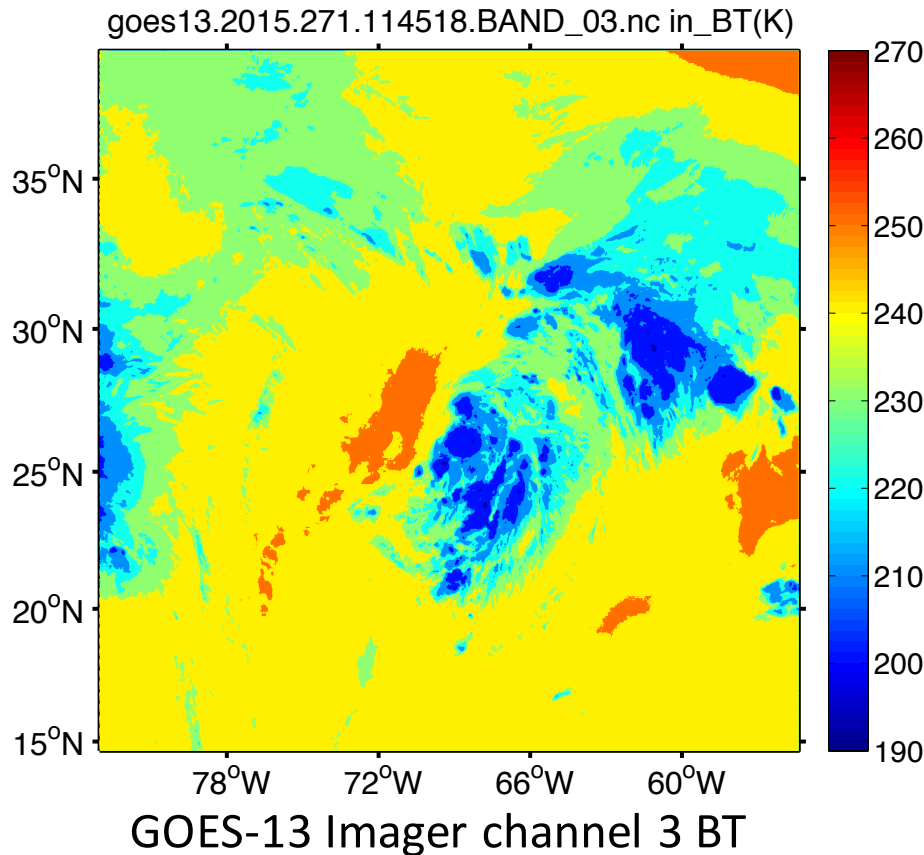 goes13.2015.271.114518.BAND_03.nc in_BT(K)
270
260
250
240
230
220
210
200
190
35°N
30°N
25°N
20°N
15°N
78°W 72°W 66°W 60°W
GOES-13 Imager channel 3 BT